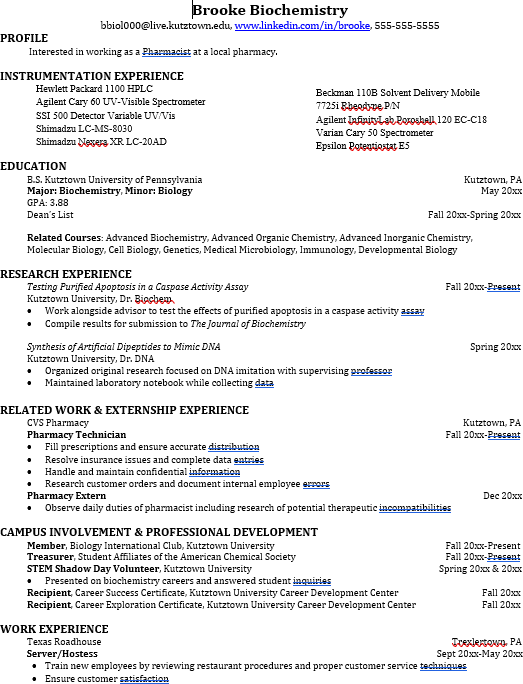 Brooke Biochemistry
bbiol000@live.kutztown.edu, www.linkedin.com/in/brooke, 555-555-5555
PROFILE
Interested in working as a Pharmacist at a local pharmacy.
INSTRUMENTATION EXPERIENCE
Hewlett Packard 1100 HPLC
Agilent Cary 60 UV-Visible Spectrometer
SSI 500 Detector Variable UV/Vis
Shimadzu LC-MS-8030
Shimadzu Nexera XR LC-20AD
Beckman 110B Solvent Delivery Mobile
7725i Rheodyne P/N
Agilent InfinityLab Poroshell 120 EC-C18
Varian Cary 50 Spectrometer
Epsilon Potentiostat E5
EDUCATION
B.S. Kutztown University of Pennsylvania Kutztown, PA
Major: Biochemistry, Minor: Biology May 20xx
GPA: 3.88
Dean's List Fall 20xx-Spring 20xx
Related Courses: Advanced Biochemistry, Advanced Organic Chemistry, Advanced Inorganic Chemistry,
Molecular Biology, Cell Biology, Genetics, Medical Microbiology, Immunology, Developmental Biology
RESEARCH EXPERIENCE
Testing Purified Apoptosis in a Caspase Activity Assay Fall 20xx-Present
Kutztown University, Dr. Biochem
• Work alongside advisor to test the effects of purified apoptosis in a caspase activity assay
• Compile results for submission to The Journal of Biochemistry
Synthesis of Artificial Dipeptides to Mimic DNA Spring 20xx
Kutztown University, Dr. DNA
• Organized original research focused on DNA imitation with supervising professor
• Maintained laboratory notebook while collecting data
RELATED WORK & EXTERNSHIP EXPERIENCE
CVS Pharmacy Kutztown, PA
Pharmacy Technician Fall 20xx-Present
• Fill prescriptions and ensure accurate distribution
• Resolve insurance issues and complete data entries
• Handle and maintain confidential information
• Research customer orders and document internal employee errors
Pharmacy Extern Dec 20xx
• Observe daily duties of pharmacist including research of potential therapeutic incompatibilities
CAMPUS INVOLVEMENT & PROFESSIONAL DEVELOPMENT
Member, Biology International Club, Kutztown University Fall 20xx-Present
Treasurer, Student Affiliates of the American Chemical Society Fall 20xx-Present
STEM Shadow Day Volunteer, Kutztown University Spring 20xx & 20xx
• Presented on biochemistry careers and answered student inquiries
Recipient, Career Success Certificate, Kutztown University Career Development Center Fall 20xx
Recipient, Career Exploration Certificate, Kutztown University Career Development Center Fall 20xx
WORK EXPERIENCE
Texas Roadhouse Trexlertown, PA
Server/Hostess Sept 20xx-May 20xx
• Train new employees by reviewing restaurant procedures and proper customer service techniques
• Ensure customer satisfaction